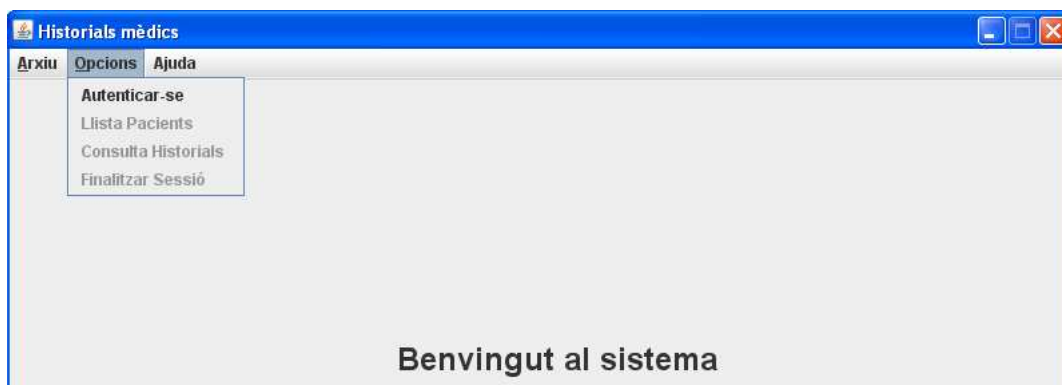 Historials mèdics
Arxiu Opcions Ajuda
Autenticar-se
Llista Pacients
Consulta Historials
Finalitzar Sessió
Benvingut al sistema